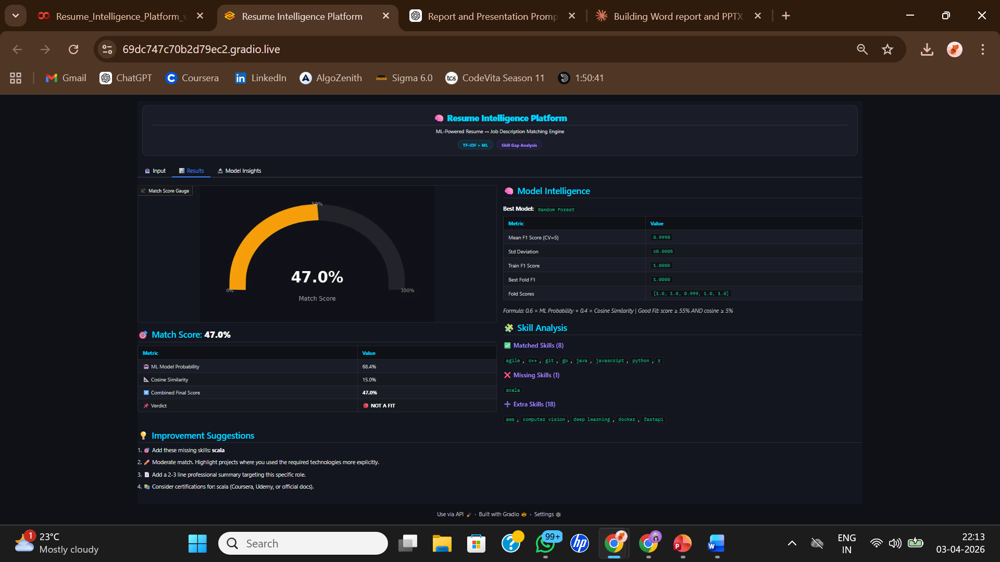 Resume_Intelligence_Platform_v
Resume Intelligence Platform
Report and Presentation Promp
Building Word report and PPTX
69dc747c70b2d79ec2.gradio.live
Gmail
ChatGPT
Coursera
LinkedIn
AlgoZenith
Sigma 6.0
CodeVita Season 11
1:50:41
🧠 Resume Intelligence Platform
ML-Powered Resume ↔ Job Description Matching Engine
TF-IDF + ML
Skill Gap Analysis
Input
Results
Model Insights
Match Score Gauge
50%
0%
100%
47.0%
Match Score
🎯 Match Score: 47.0%
Metric Value
ML Model Probability 68.4%
Cosine Similarity 15.0%
Combined Final Score 47.0%
Verdict 🔴 NOT A FIT
🧠 Model Intelligence
Best Model: Random Forest
Metric Value
Mean F1 Score (CV=5) 0.9998
Std Deviation ±0.0005
Train F1 Score 1.0000
Best Fold F1 1.0000
Fold Scores [1.0, 1.0, 0.999, 1.0, 1.0]
Formula: 0.6 × ML Probability + 0.4 × Cosine Similarity | Good Fit: score ≥ 55% AND cosine ≥ 5%
🧩 Skill Analysis
✅ Matched Skills (8)
agile, c++, git, go, java, javascript, python, r
❌ Missing Skills (1)
scala
➕ Extra Skills (18)
aws, computer vision, deep learning, docker, fastapi
💡 Improvement Suggestions
1. 🎯 Add these missing skills: scala
2. Moderate match. Highlight projects where you used the required technologies more explicitly.
3. 📄 Add a 2-3 line professional summary targeting this specific role.
4. 📚 Consider certifications for: scala (Coursera, Udemy, or official docs).
Use via API · Built with Gradio · Settings
1
23°C
Mostly cloudy
Search
99+
ENG
IN
22:13
03-04-2026